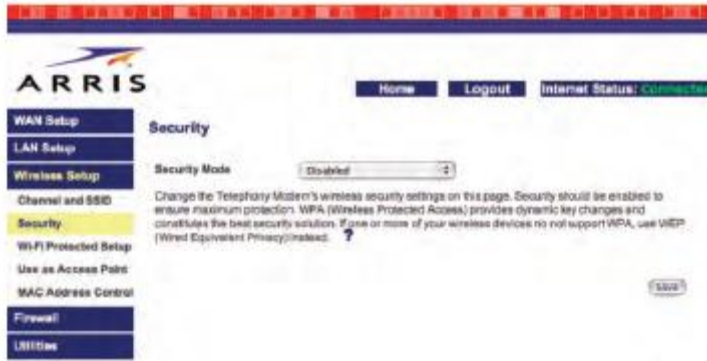 ARRIS
Home
Logout
Internet Status: Connected
WAN Setup
LAN Setup
Wireless Setup
Channel and SSID
Security
Wi-Fi Protected Setup
Use as Access Point
MAC Address Control
Firewall
Utilities
Security
Security Mode
Disabled
Change the Telephony Modem's wireless security settings on this page. Security should be enabled to
ensure maximum protection. WPA (Wireless Protected Access) provides dynamic key changes and
constitutes the best security solution. If one or more of your wireless devices no not support WPA, use WEP
(Wired Equivalent Privacy) instead. ?
Save